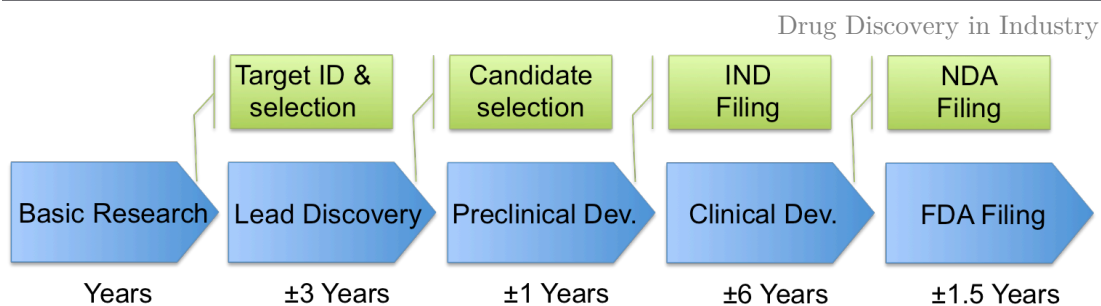 Drug Discovery in Industry
Target ID &
selection
Candidate
selection
IND
Filing
NDA
Filing
Basic Research
Lead Discovery
Preclinical Dev.
Clinical Dev.
FDA Filing
Years
±3 Years
±1 Years
±6 Years
±1.5 Years